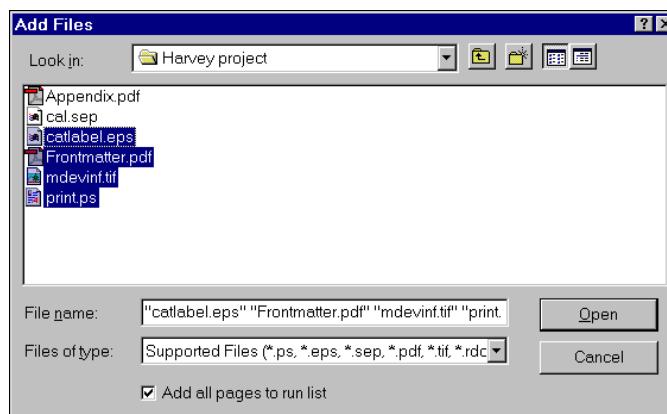 Add Files
Look in: Harvey project
Appendix.pdf
cal.sep
catlabel.eps
Frontmatter.pdf
mdevinf.tif
print.ps
File name: "catlabel.eps" "Frontmatter.pdf" "mdevinf.tif" "print. Open
Files of type: Supported Files (*.ps, *.eps, *.sep, *.pdf, *.tif, *.rdc Cancel
Add all pages to run list